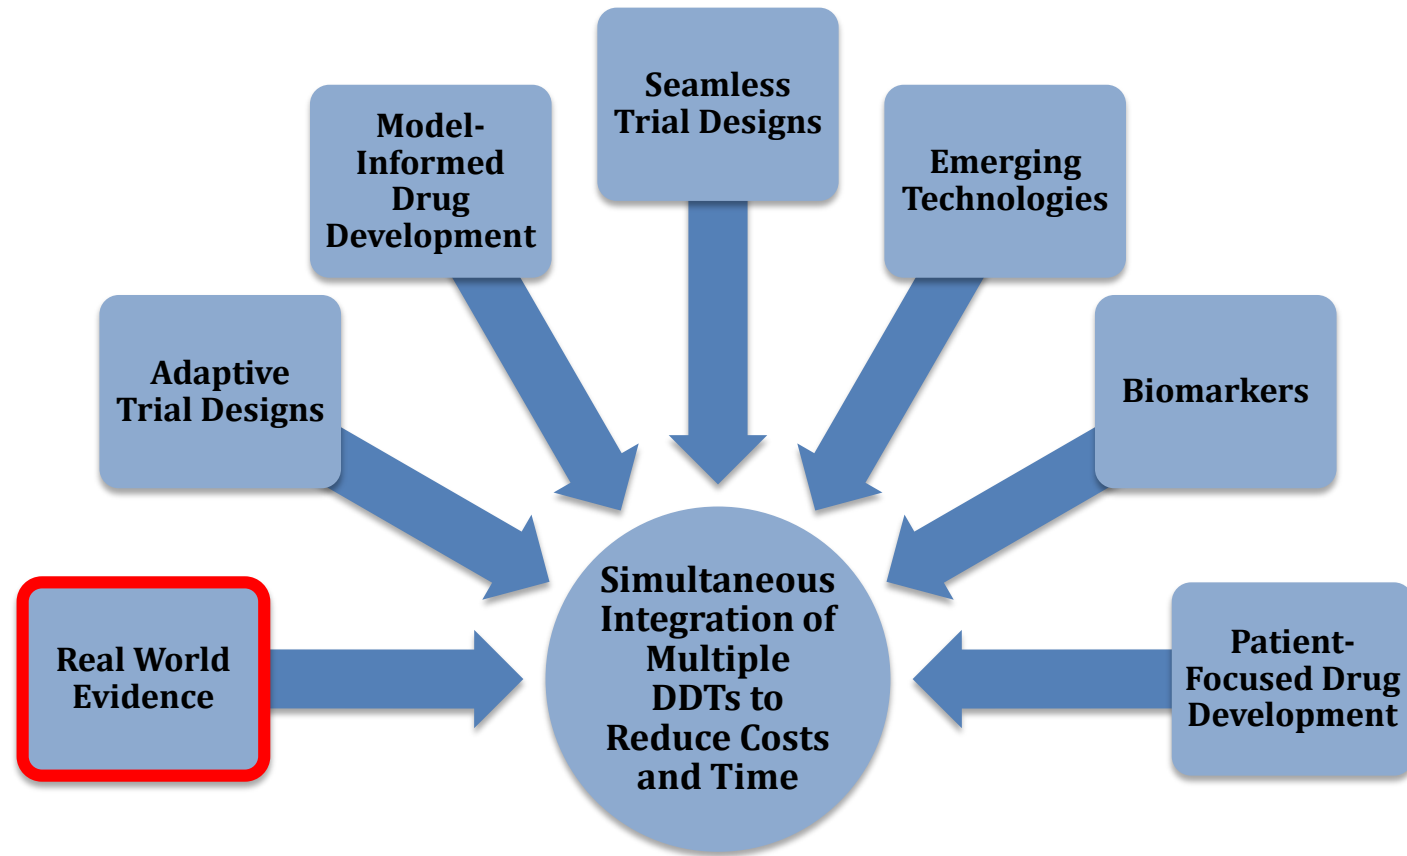 Seamless
Trial Designs
Model-
Informed
Drug
Development
Emerging
Technologies
Adaptive
Trial Designs
Biomarkers
Real World
Evidence
Simultaneous
Integration of
Multiple
DDTs to
Reduce Costs
and Time
Patient-
Focused Drug
Development